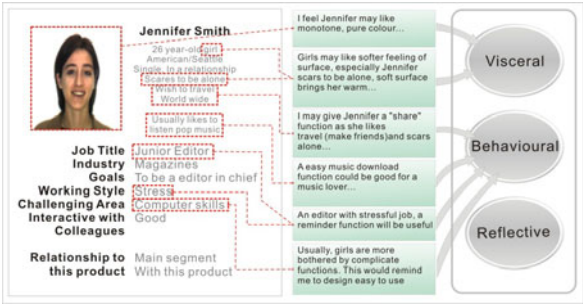 Jennifer Smith
26 year-old girl
American/Seattle
Single, In a relationship
Scares to be alone
Wish to travel
World wide
Usually likes to
listen pop music
Job Title Junior Editor
Industry Magazines
Goals To be a editor in chief
Working Style Stress
Challenging Area Computer skills
Interactive with Good
Colleagues
Relationship to Main segment
this product With this product
I feel Jennifer may like
monotone, pure colour...
Girls may like softer feeling of
surface, especially Jennifer
scars to be alone, soft surface
brings her warm...
I may give Jennifer a "share"
function as she likes
travel (make friends)and scars
alone...
A easy music download
function could be good for a
music lover...
An editor with stressful job, a
reminder function will be useful
Usually, girls are more
bothered by complicate
functions. This would remind
me to design easy to use
Visceral
Behavioural
Reflective